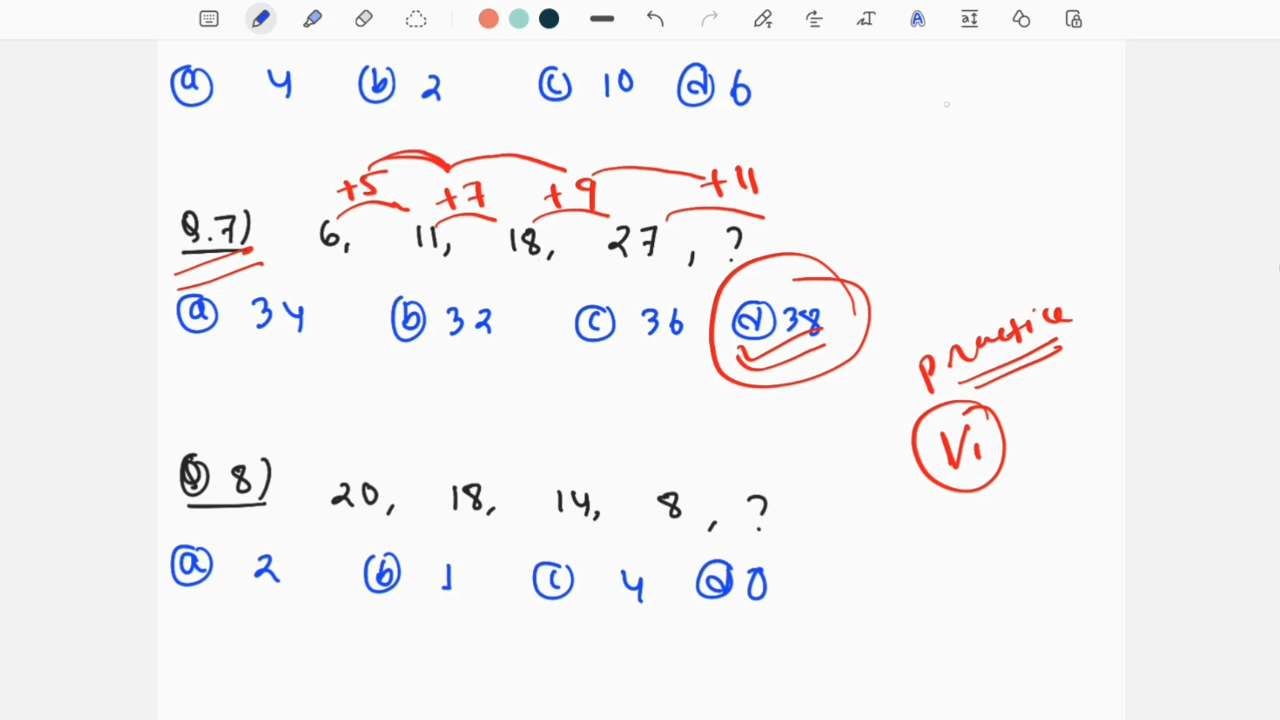 a 4 b 2 c 10 d 6
+5 +7 +9 +11
Q.7) 6, 11, 18, 27, ?
a 34 b 32 c 36 d 38
practice
Vi
Q 8) 20, 18, 14, 8, ?
a 2 b 1 c 4 d 0